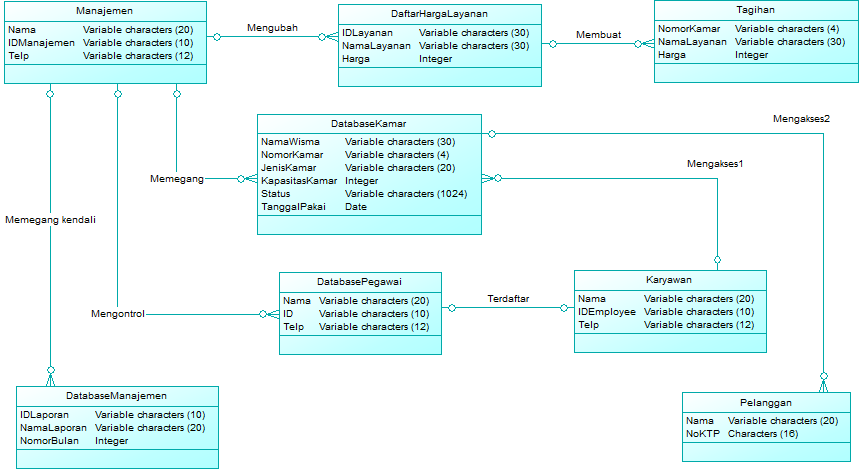 Manajemen
Nama Variable characters (20)
IDManajemen Variable characters (10)
Telp Variable characters (12)
Mengubah
DaftarHargaLayanan
IDLayanan Variable characters (30)
NamaLayanan Variable characters (30)
Harga Integer
Membuat
Tagihan
NomorKamar Variable characters (4)
NamaLayanan Variable characters (30)
Harga Integer
DatabaseKamar
NamaWisma Variable characters (30)
NomorKamar Variable characters (4)
JenisKamar Variable characters (20)
KapasitasKamar Integer
Status Variable characters (1024)
TanggalPakai Date
Mengakses2
Mengakses1
Memegang
Memegang kendali
Mengontrol
DatabasePegawai
Nama Variable characters (20)
ID Variable characters (10)
Telp Variable characters (12)
Terdaftar
Karyawan
Nama Variable characters (20)
IDEmployee Variable characters (10)
Telp Variable characters (12)
DatabaseManajemen
IDLaporan Variable characters (10)
NamaLaporan Variable characters (20)
NomorBulan Integer
Pelanggan
Nama Variable characters (20)
NoKTP Characters (16)